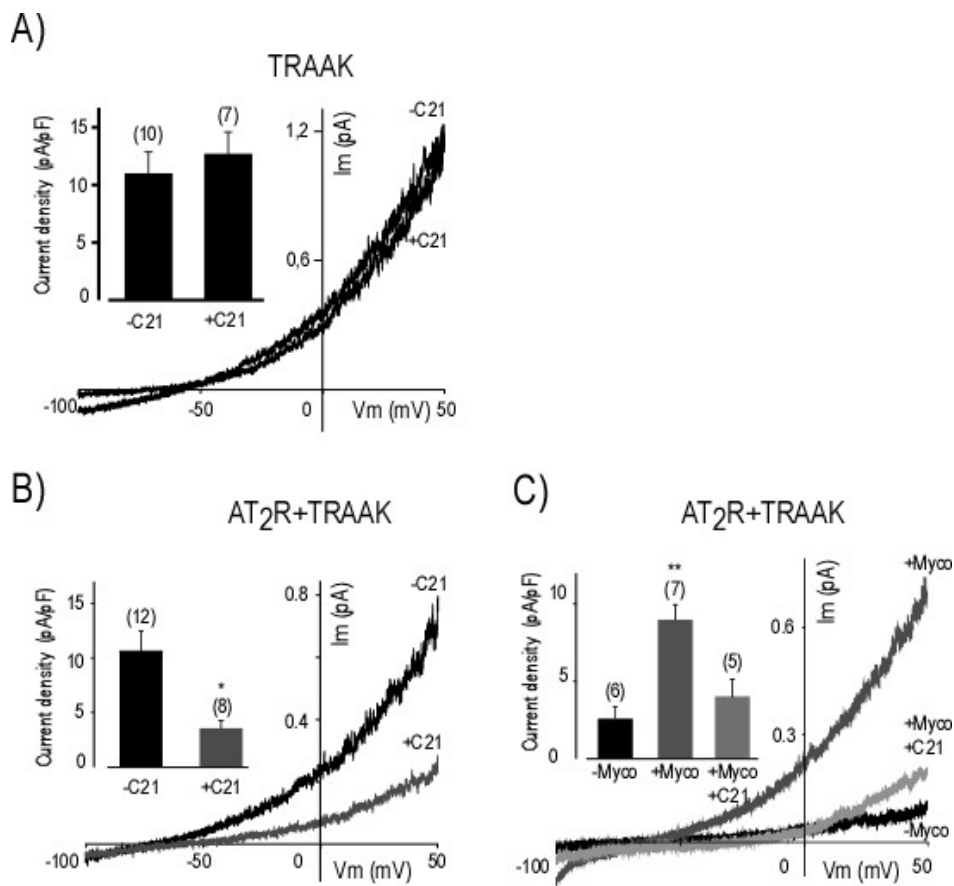 A)
TRAAK
Current density (pA/pF)
15
10
5
0
(10)
(7)
-C21
+C21
Im (pA)
1,2
0,6
-C21
+C21
-100
-50
0
Vm (mV)
50
B)
AT2R+TRAAK
Current density (pA/pF)
15
10
5
0
(12)
*
(8)
-C21
+C21
Im (pA)
0.8
0.4
-C21
+C21
-100
-50
0
Vm (mV)
50
C)
AT2R+TRAAK
Current density (pA/pF)
10
5
0
(6)
**
(7)
(5)
-Myco
+Myco
+Myco
+C21
Im (pA)
0.6
0.3
+Myco
+Myco
+C21
-Myco
-100
0
Vm (mV)
50